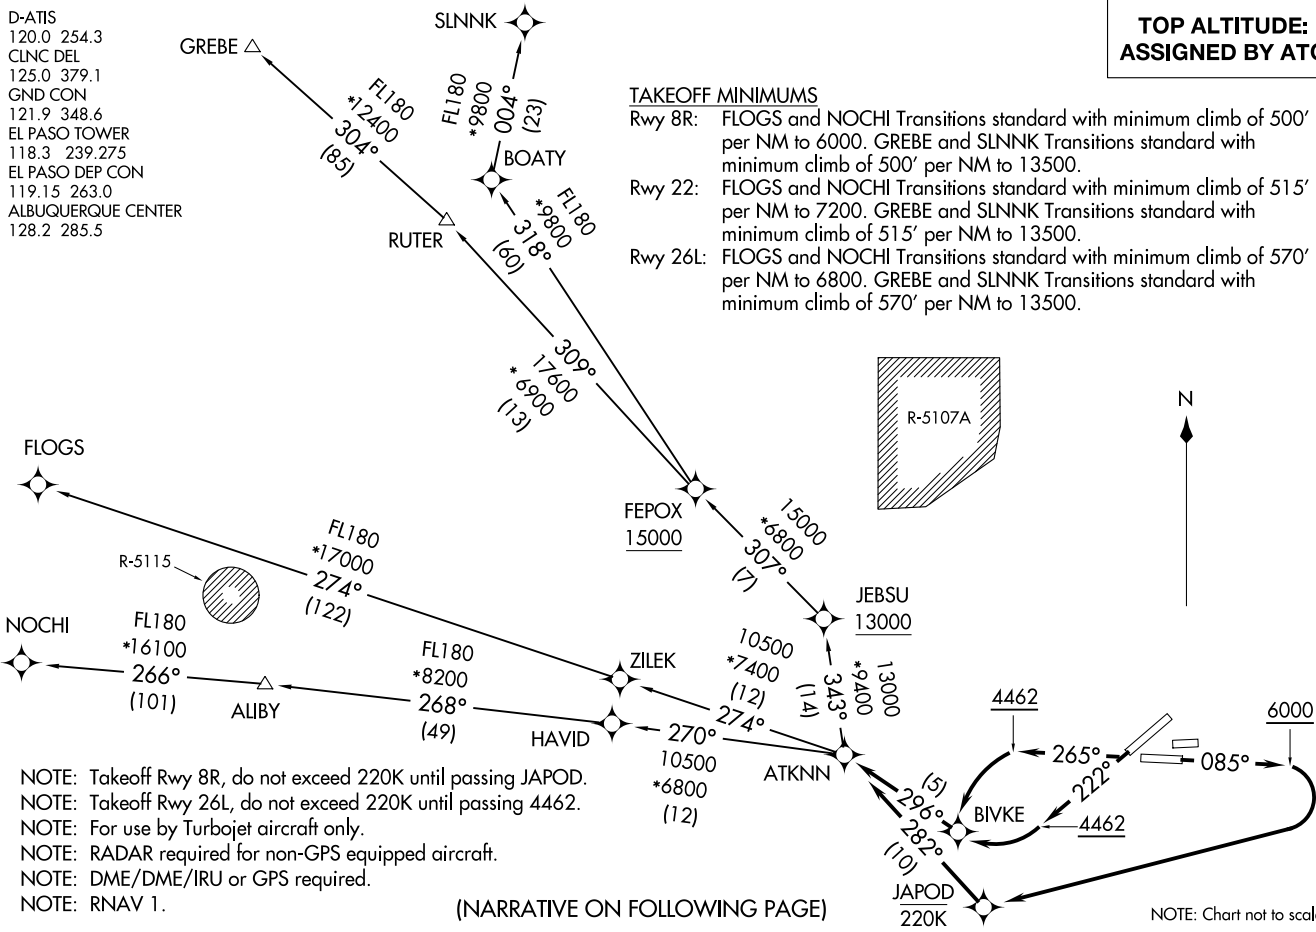 D-ATIS
120.0 254.3
CLNC DEL
125.0 379.1
GND CON
121.9 348.6
EL PASO TOWER
118.3 239.275
EL PASO DEP CON
119.15 263.0
ALBUQUERQUE CENTER
128.2 285.5
TOP ALTITUDE:
ASSIGNED BY ATC
TAKEOFF MINIMUMS
Rwy 8R: FLOGS and NOCHI Transitions standard with minimum climb of 500'
per NM to 6000. GREBE and SLNNK Transitions standard with
minimum climb of 500' per NM to 13500.
Rwy 22: FLOGS and NOCHI Transitions standard with minimum climb of 515'
per NM to 7200. GREBE and SLNNK Transitions standard with
minimum climb of 515' per NM to 13500.
Rwy 26L: FLOGS and NOCHI Transitions standard with minimum climb of 570'
per NM to 6800. GREBE and SLNNK Transitions standard with
minimum climb of 570' per NM to 13500.
SLNNK
GREBE
FL180
*12400
304°
(85)
FL180
*9800
004°
(23)
BOATY
RUTER
FL180
*9800
318°
(60)
309°
17600
*6900
(13)
R-5107A
N
FLOGS
FEPOX
15000
15000
*6800
307°
(7)
JEBSU
13000
R-5115
FL180
*17000
274°
(122)
NOCHI
FL180
*16100
266°
(101)
ALIBY
FL180
*8200
268°
(49)
ZILEK
HAVID
10500
*7400
(12)
274°
270°
10500
*6800
(12)
13000
*9400
343°
(14)
ATKNN
4462
6000
265°
085°
222°
4462
(5)
296°
BIVKE
282°
(10)
JAPOD
220K
NOTE: Takeoff Rwy 8R, do not exceed 220K until passing JAPOD.
NOTE: Takeoff Rwy 26L, do not exceed 220K until passing 4462.
NOTE: For use by Turbojet aircraft only.
NOTE: RADAR required for non-GPS equipped aircraft.
NOTE: DME/DME/IRU or GPS required.
NOTE: RNAV 1.
(NARRATIVE ON FOLLOWING PAGE)
NOTE: Chart not to scale